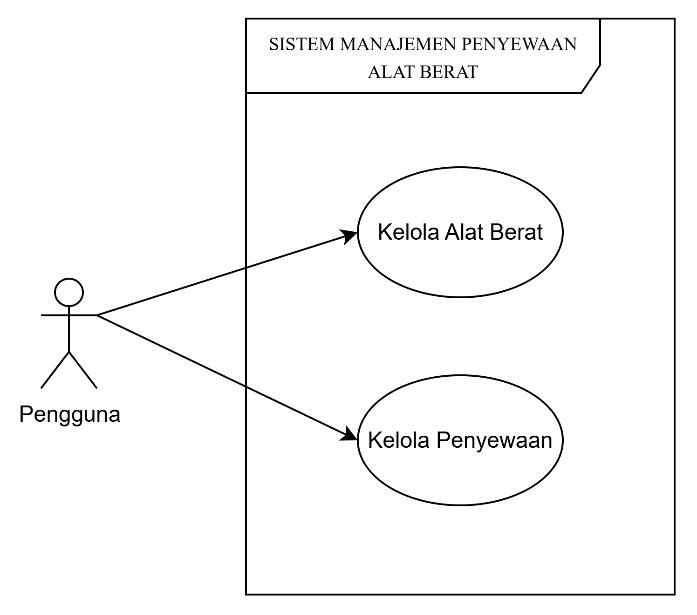 SISTEM MANAJEMEN PENYEWAAN
ALAT BERAT
Kelola Alat Berat
Pengguna
Kelola Penyewaan